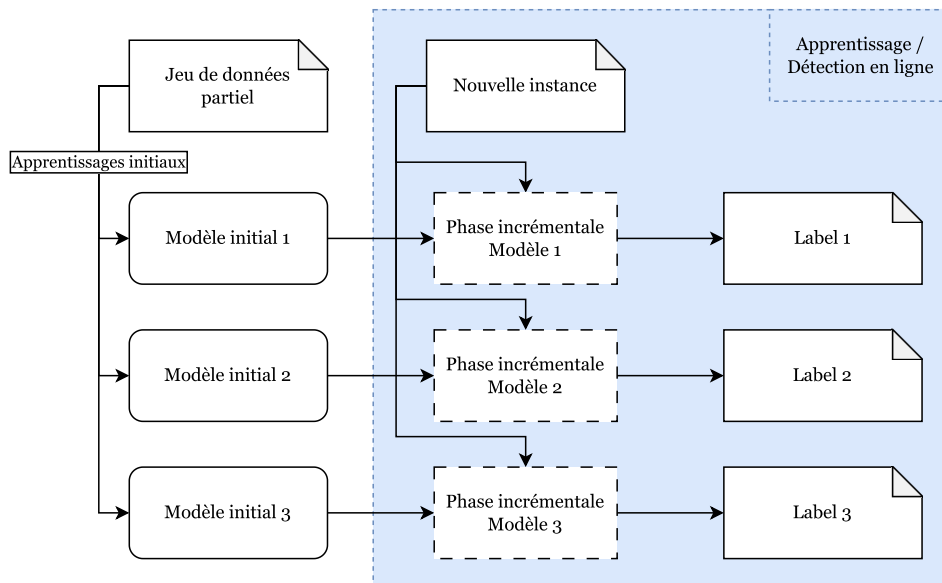 Jeu de données
partiel
Nouvelle instance
Apprentissage /
Détection en ligne
Apprentissages initiaux
Modèle initial 1
Phase incrémentale
Modèle 1
Label 1
Modèle initial 2
Phase incrémentale
Modèle 2
Label 2
Modèle initial 3
Phase incrémentale
Modèle 3
Label 3